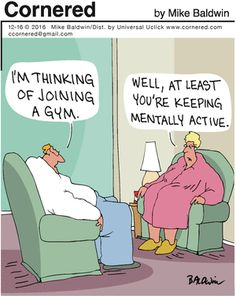 Cornered
by Mike Baldwin
12-16 © 2016 Mike Baldwin/Dist. by Universal Uclick www.cornered.com
ccornered@gmail.com
I'M THINKING
OF JOINING
A GYM.
WELL, AT LEAST
YOU'RE KEEPING
MENTALLY ACTIVE.
BALDWIN